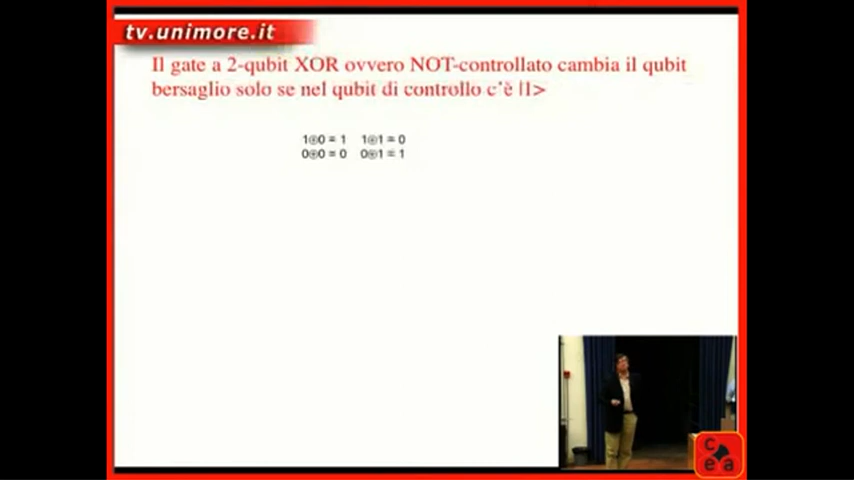 tv.unimore.it
Il gate a 2-qubit XOR ovvero NOT-controllato cambia il qubit
bersaglio solo se nel qubit di controllo c'è |1>
1⊕0 = 1 1⊕1 = 0
0⊕0 = 0 0⊕1 = 1
c
e a